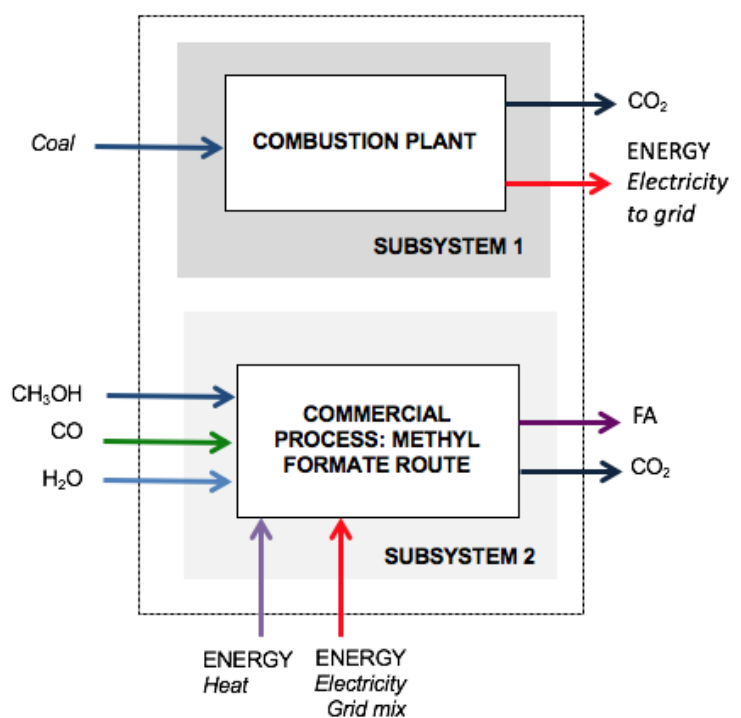 Coal
COMBUSTION PLANT
CO₂
ENERGY
Electricity
to grid
SUBSYSTEM 1
CH₃OH
CO
H₂O
COMMERCIAL
PROCESS: METHYL
FORMATE ROUTE
FA
CO₂
SUBSYSTEM 2
ENERGY
Heat
ENERGY
Electricity
Grid mix